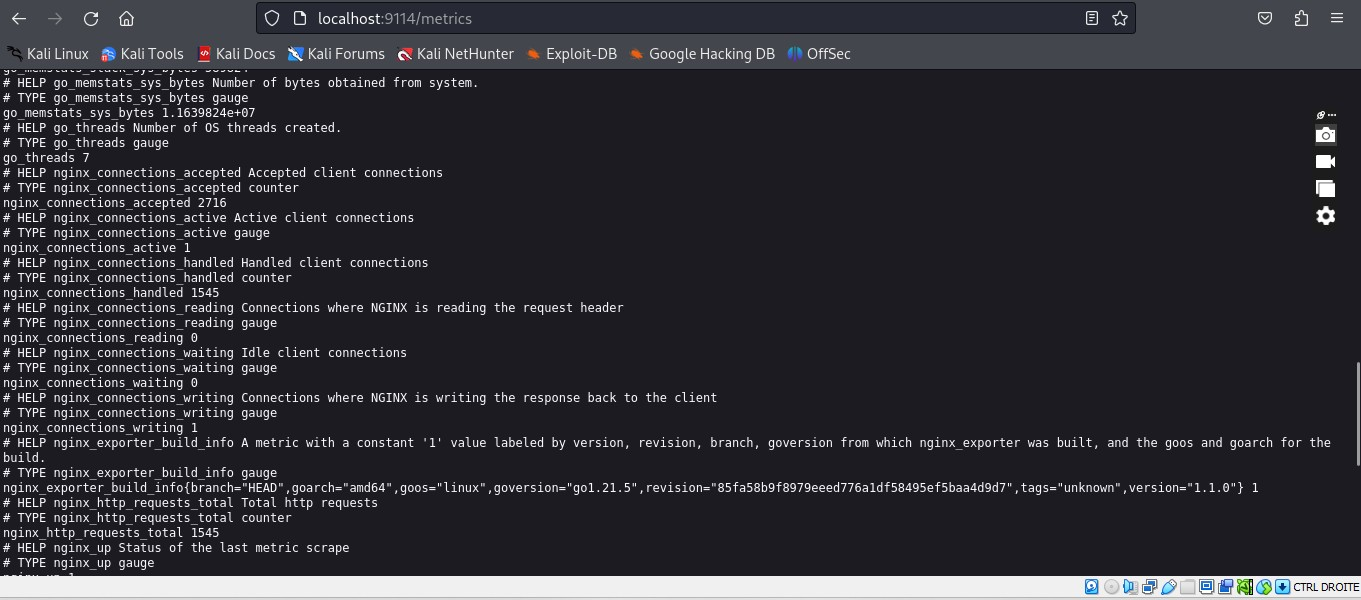 localhost:9114/metrics
Kali Linux Kali Tools Kali Docs Kali Forums Kali NetHunter Exploit-DB Google Hacking DB OffSec
# HELP go_memstats_sys_bytes Number of bytes obtained from system.
# TYPE go_memstats_sys_bytes gauge
go_memstats_sys_bytes 1.1639824e+07
# HELP go_threads Number of OS threads created.
# TYPE go_threads gauge
go_threads 7
# HELP nginx_connections_accepted Accepted client connections
# TYPE nginx_connections_accepted counter
nginx_connections_accepted 2716
# HELP nginx_connections_active Active client connections
# TYPE nginx_connections_active gauge
nginx_connections_active 1
# HELP nginx_connections_handled Handled client connections
# TYPE nginx_connections_handled counter
nginx_connections_handled 1545
# HELP nginx_connections_reading Connections where NGINX is reading the request header
# TYPE nginx_connections_reading gauge
nginx_connections_reading 0
# HELP nginx_connections_waiting Idle client connections
# TYPE nginx_connections_waiting gauge
nginx_connections_waiting 0
# HELP nginx_connections_writing Connections where NGINX is writing the response back to the client
# TYPE nginx_connections_writing gauge
nginx_connections_writing 1
# HELP nginx_exporter_build_info A metric with a constant '1' value labeled by version, revision, branch, goversion from which nginx_exporter was built, and the goos and goarch for the
build.
# TYPE nginx_exporter_build_info gauge
nginx_exporter_build_info{branch="HEAD",goarch="amd64",goos="linux",goversion="go1.21.5",revision="85fa58b9f8979eeed776a1df58495ef5baa4d9d7",tags="unknown",version="1.1.0"} 1
# HELP nginx_http_requests_total Total http requests
# TYPE nginx_http_requests_total counter
nginx_http_requests_total 1545
# HELP nginx_up Status of the last metric scrape
# TYPE nginx_up gauge
CTRL DROITE